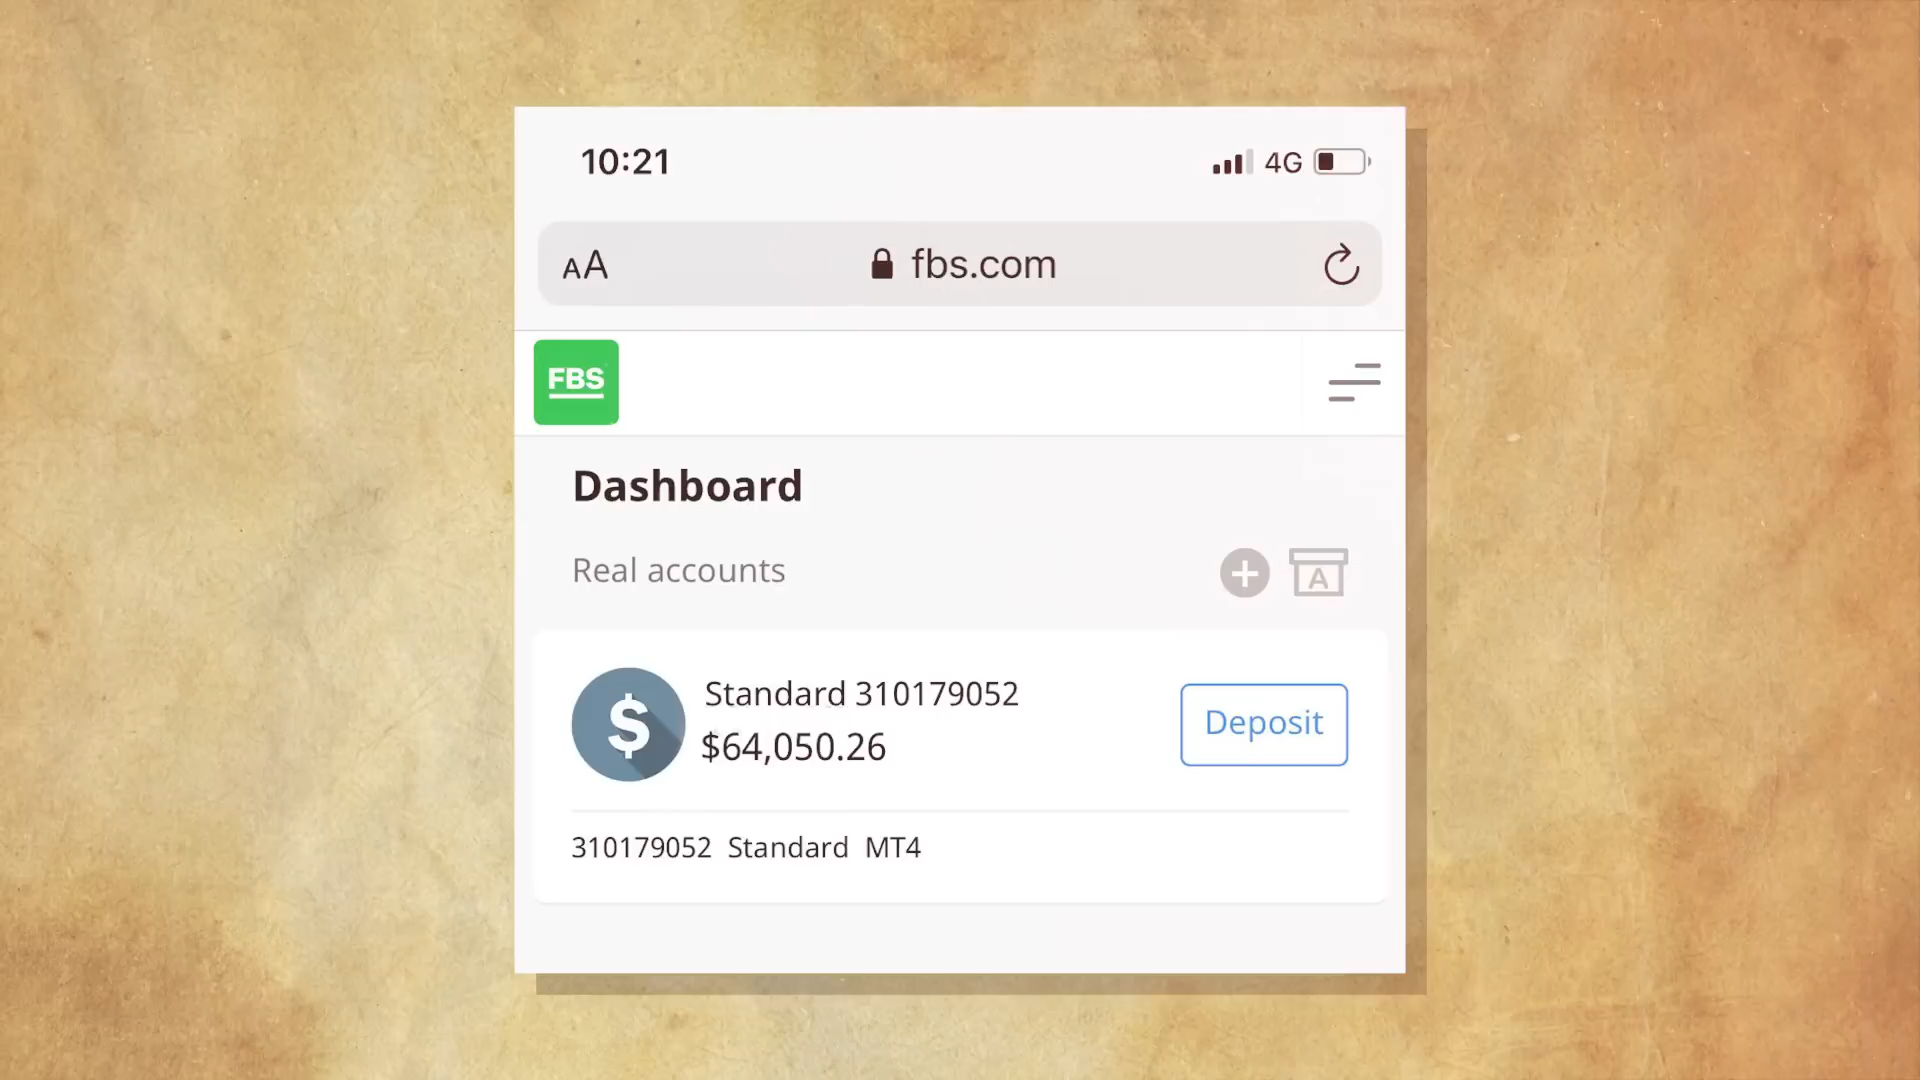 10:21 4G
AA fbs.com
FBS
Dashboard
Real accounts
A
$ Standard 310179052
$64,050.26
Deposit
310179052 Standard MT4